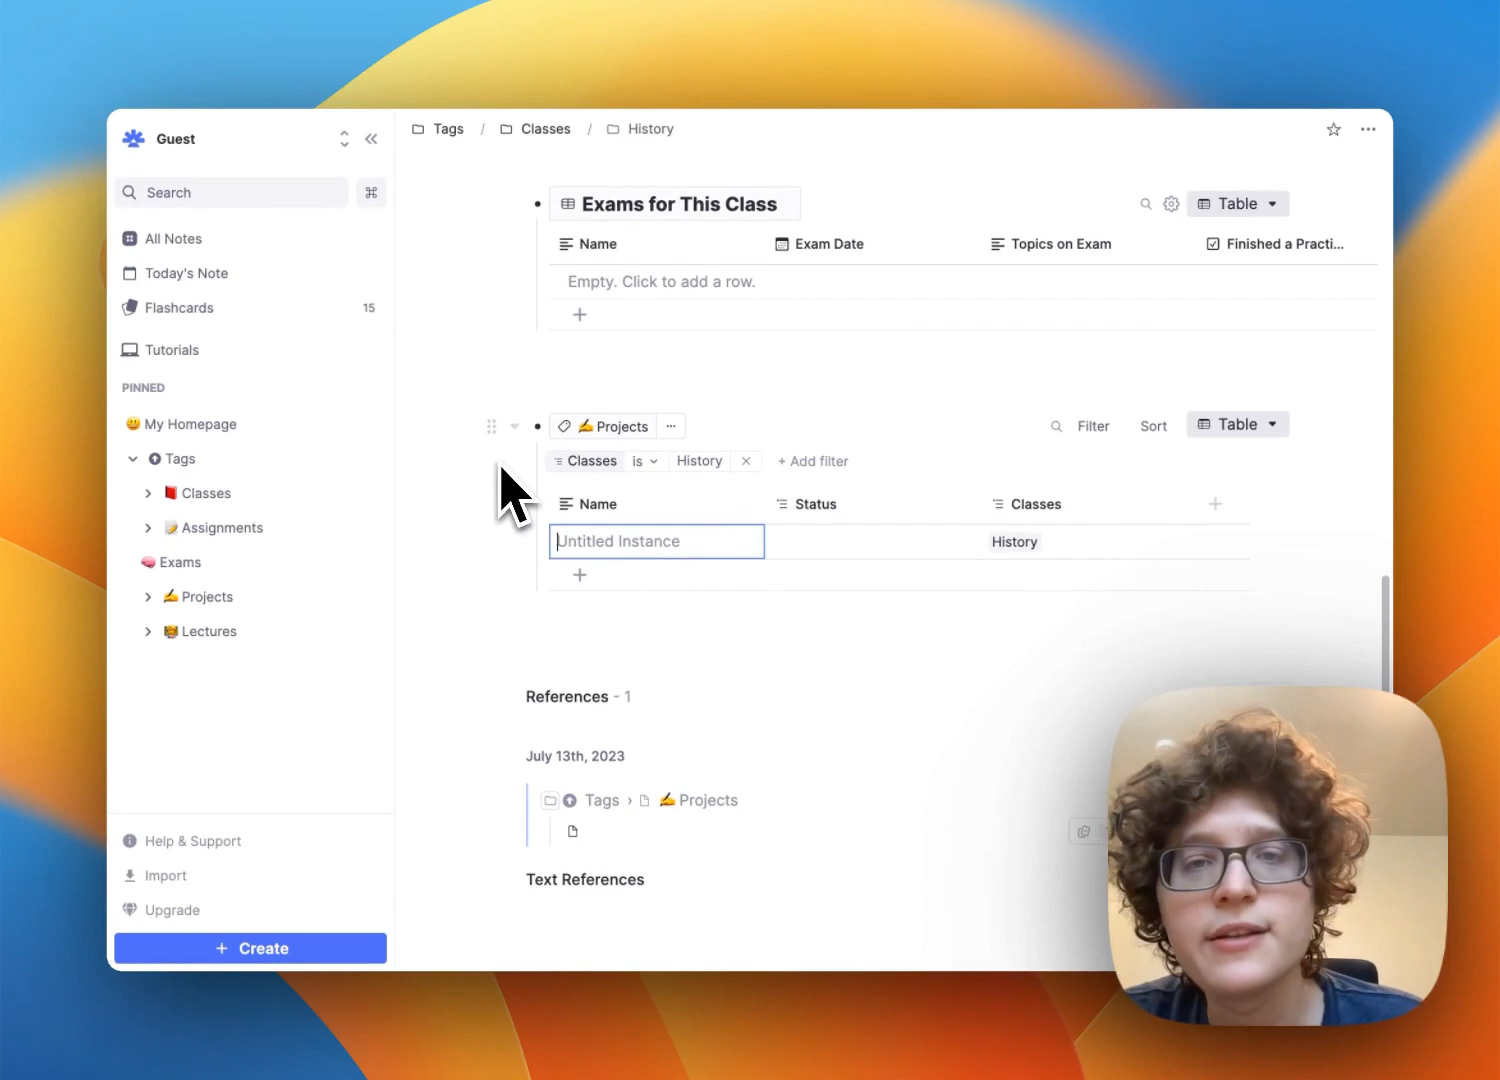 Guest
Search
All Notes
Today's Note
Flashcards 15
Tutorials
PINNED
My Homepage
Tags
Classes
Assignments
Exams
Projects
Lectures
Help & Support
Import
Upgrade
+ Create
Tags / Classes / History
Exams for This Class
Table
Name Exam Date Topics on Exam Finished a Practi...
Empty. Click to add a row.
Projects
Filter Sort Table
Classes is History + Add filter
Name Status Classes
Untitled Instance History
References - 1
July 13th, 2023
Tags › Projects
Text References